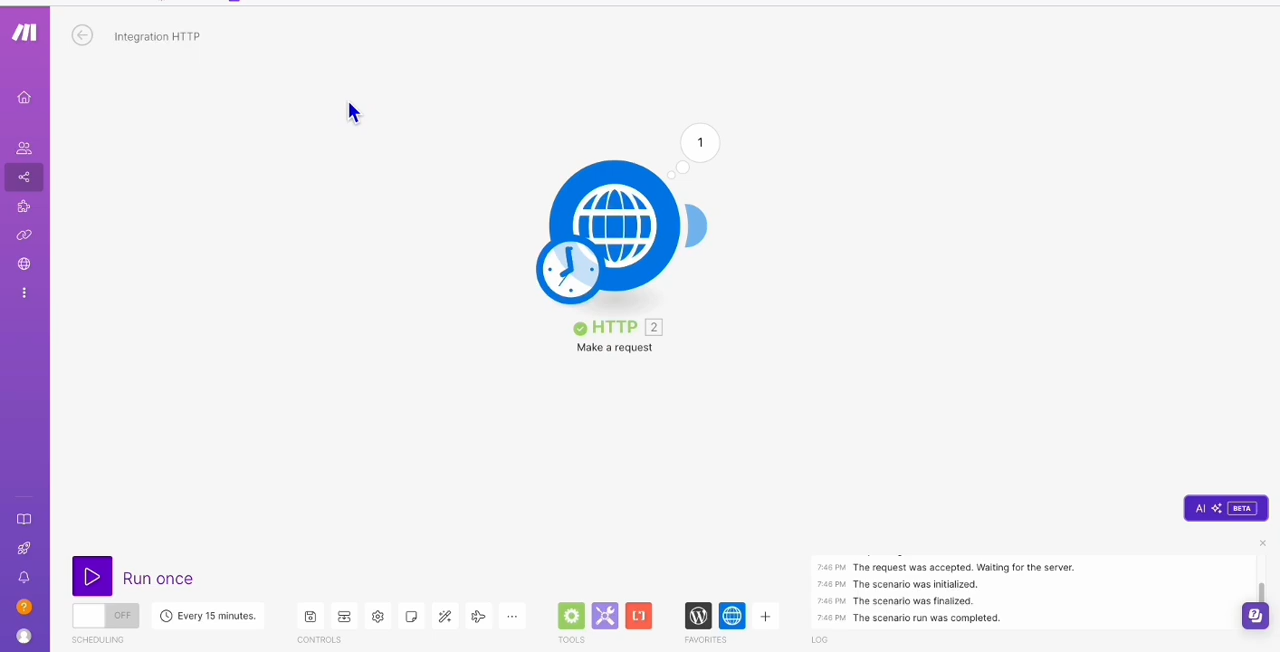 Integration HTTP
1
HTTP 2
Make a request
AI BETA
Run once
OFF
Every 15 minutes.
SCHEDULING
CONTROLS
TOOLS
FAVORITES
7:46 PM The request was accepted. Waiting for the server.
7:46 PM The scenario was initialized.
7:46 PM The scenario was finalized.
7:46 PM The scenario run was completed.
LOG